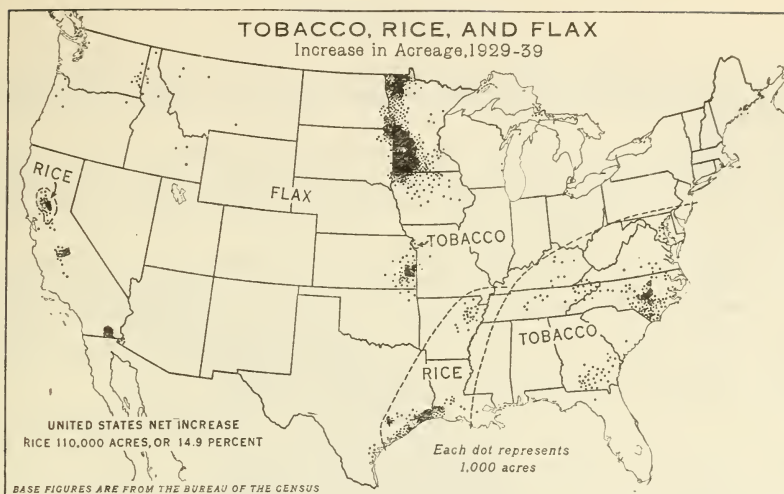 TOBACCO, RICE, AND FLAX
Increase in Acreage, 1929-39
RICE
FLAX
TOBACCO
TOBACCO
RICE
UNITED STATES NET INCREASE
RICE 110,000 ACRES, OR 14.9 PERCENT
Each dot represents
1,000 acres
BASE FIGURES ARE FROM THE BUREAU OF THE CENSUS